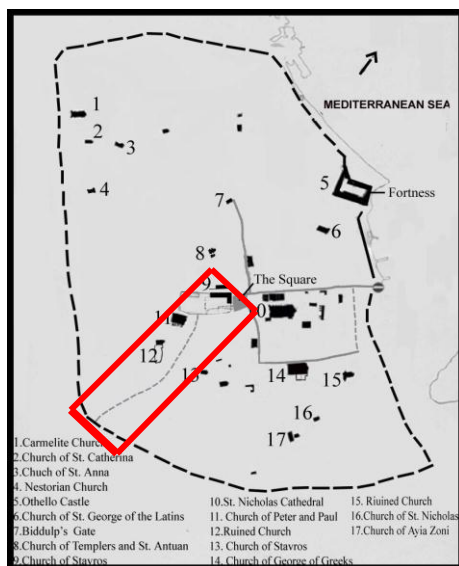 MEDITERRANEAN SEA
1
2
3
4
5
Fortness
6
7
8
The Square
9
0
11
12
13
14
15
16
17
1.Carmelite Church
2.Church of St. Catherina
3.Chuch of St. Anna
4. Nestorian Church
5.Othello Castle
6.Church of St. George of the Latins
7.Biddulp's Gate
8.Church of Templers and St. Antuan
9.Church of Stavros
10.St. Nicholas Cathedral
11. Church of Peter and Paul
12.Ruined Church
13. Church of Stavros
14. Church of George of Greeks
15. Riuined Church
16.Church of St. Nicholas
17.Church of Ayia Zoni